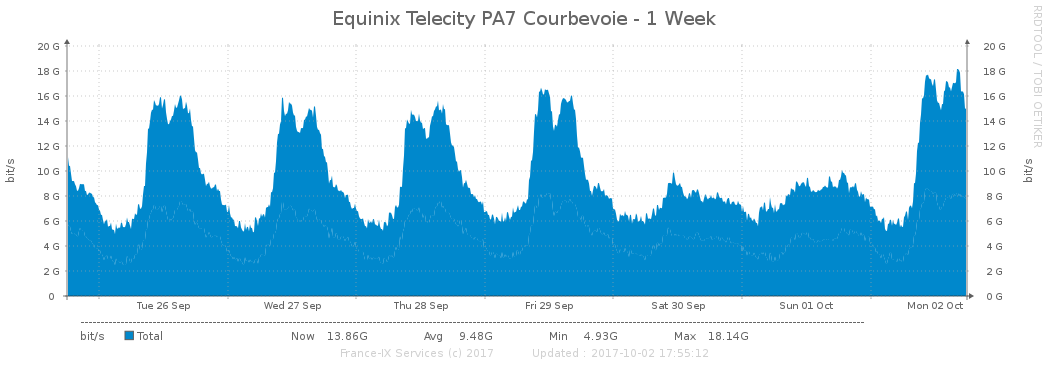 Equinix Telecity PA7 Courbevoie - 1 Week
RRDTOOL / TOBI OETIKER
20 G 20 G
18 G 18 G
16 G 16 G
14 G 14 G
12 G 12 G
10 G 10 G
8 G 8 G
6 G 6 G
4 G 4 G
2 G 2 G
0 0 G
bit/s
bit/s
Tue 26 Sep Wed 27 Sep Thu 28 Sep Fri 29 Sep Sat 30 Sep Sun 01 Oct Mon 02 Oct
bit/s Total Now 13.86G Avg 9.48G Min 4.93G Max 18.14G
France-IX Services (c) 2017 Updated : 2017-10-02 17:55:12